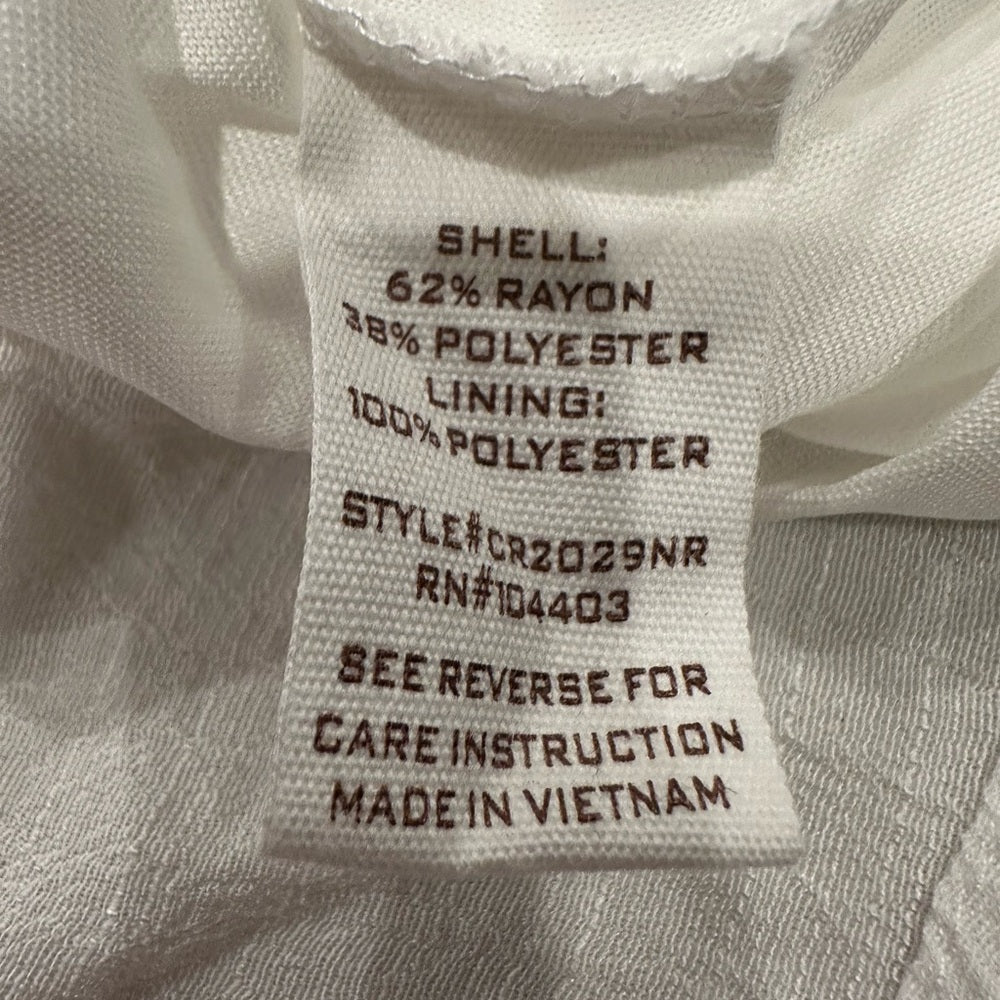 SHELL:
62% RAYON
38% POLYESTER
LINING:
100% POLYESTER
STYLE#CR2029NR
RN#104403
SEE REVERSE FOR
CARE INSTRUCTION
MADE IN VIETNAM